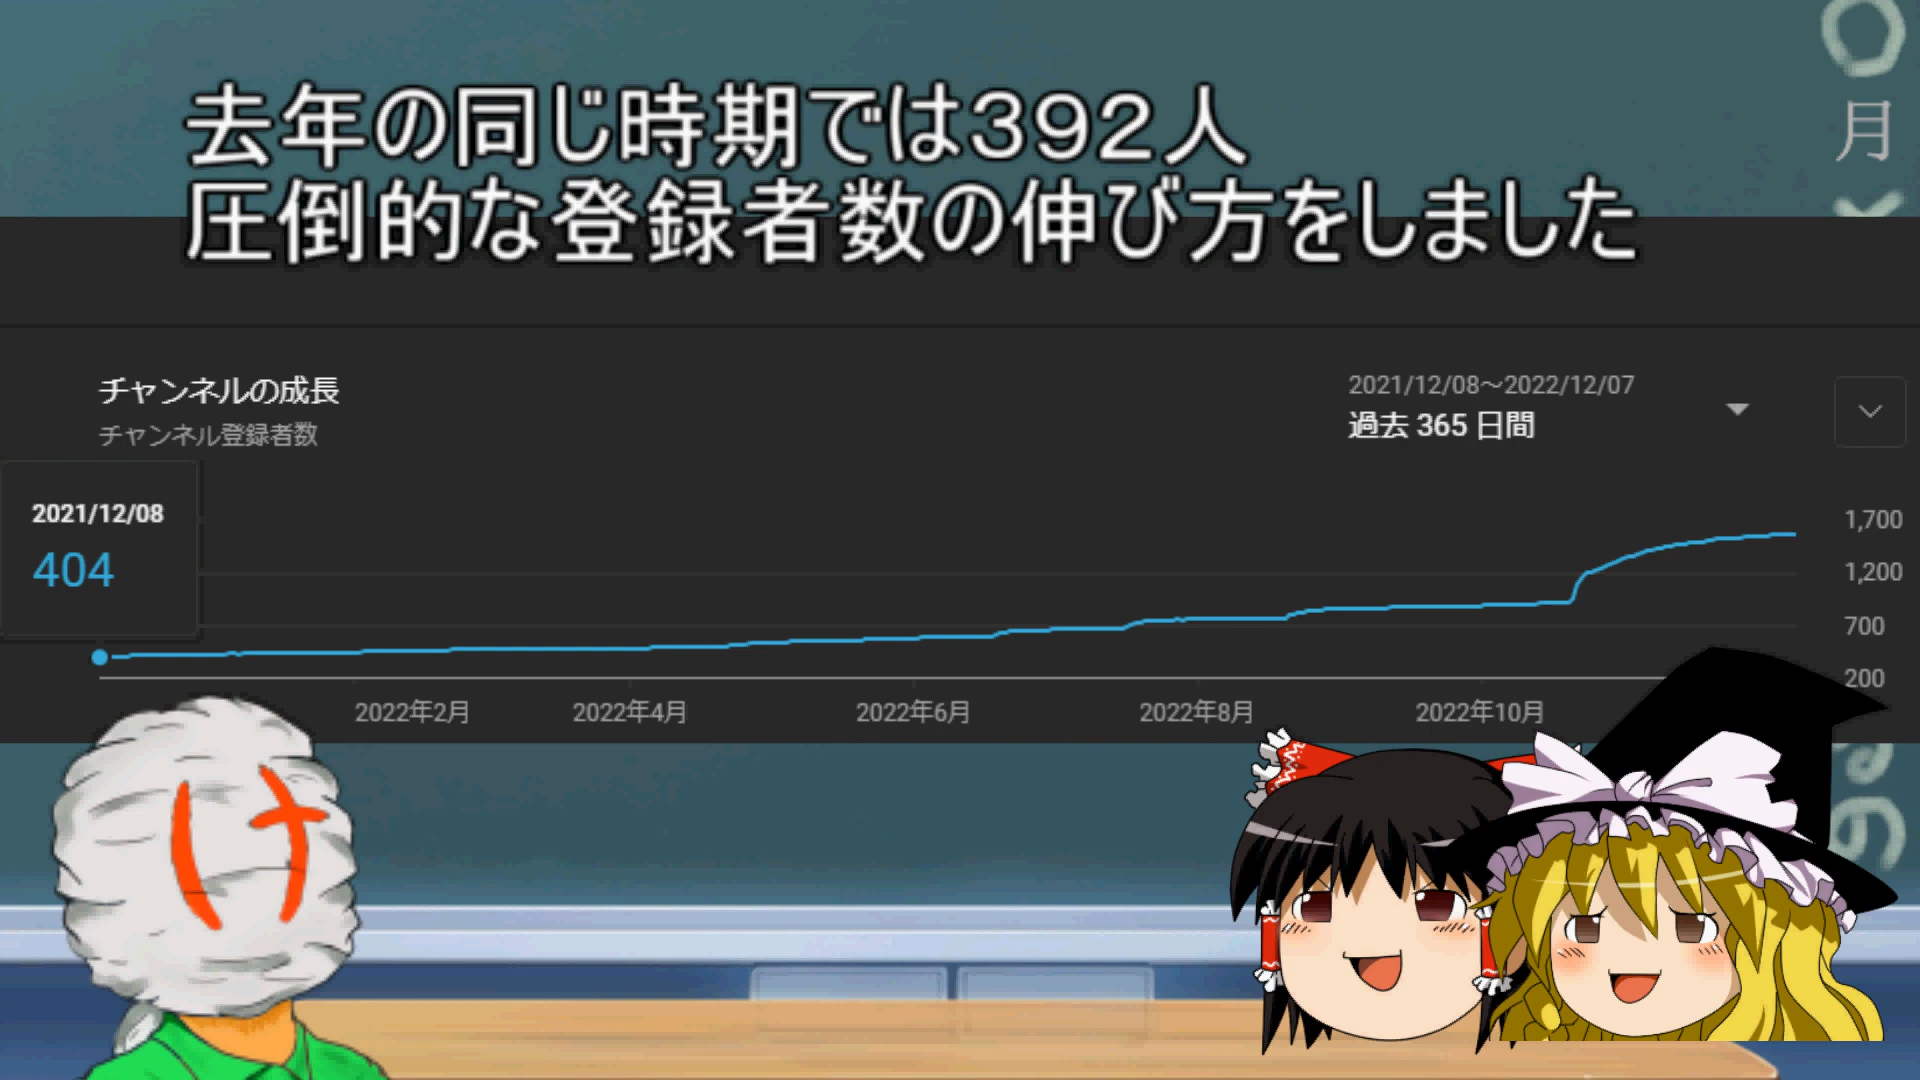 去年の同じ時期では392人
圧倒的な登録者数の伸び方をしました
〇月
チャンネルの成長
チャンネル登録者数
2021/12/08～2022/12/07
過去 365 日間
2021/12/08
404
1,700
1,200
700
200
2022年2月
2022年4月
2022年6月
2022年8月
2022年10月
け
の